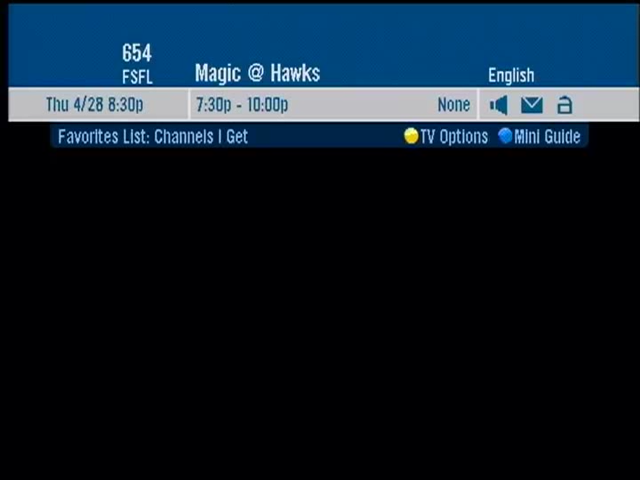 654
FSFL
Magic @ Hawks
English
Thu 4/28 8:30p
7:30p - 10:00p
None
Favorites List: Channels I Get
TV Options
Mini Guide